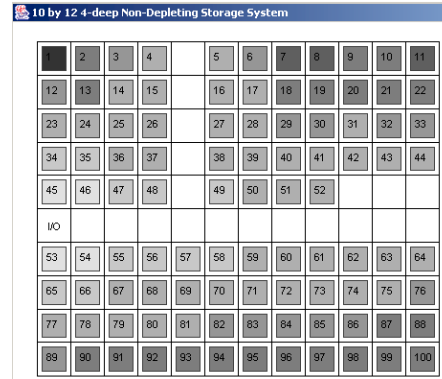 10 by 12 4-deep Non-Depleting Storage System
1 2 3 4 5 6 7 8 9 10 11
12 13 14 15 16 17 18 19 20 21 22
23 24 25 26 27 28 29 30 31 32 33
34 35 36 37 38 39 40 41 42 43 44
45 46 47 48 49 50 51 52
I/O
53 54 55 56 57 58 59 60 61 62 63 64
65 66 67 68 69 70 71 72 73 74 75 76
77 78 79 80 81 82 83 84 85 86 87 88
89 90 91 92 93 94 95 96 97 98 99 100